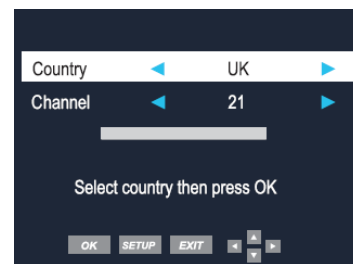 Country UK
Channel 21
Select country then press OK
OK SETUP EXIT